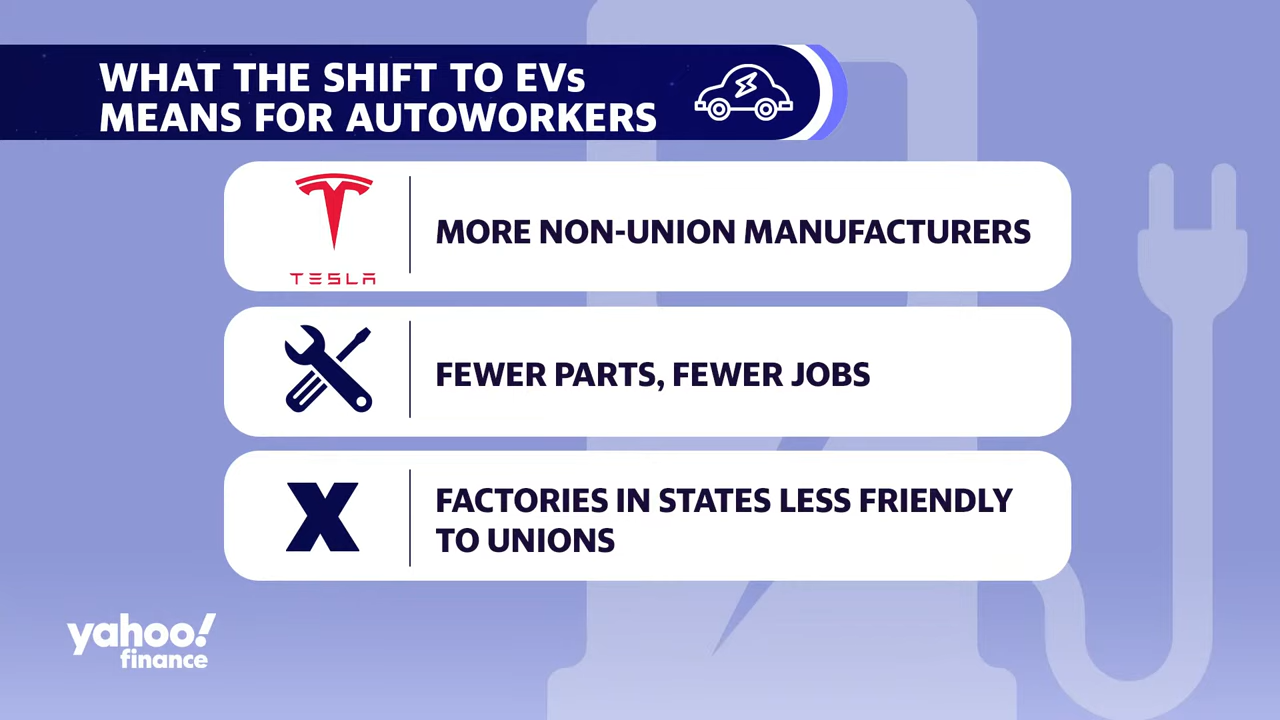 WHAT THE SHIFT TO EVs
MEANS FOR AUTOWORKERS
TESLA
MORE NON-UNION MANUFACTURERS
FEWER PARTS, FEWER JOBS
X
FACTORIES IN STATES LESS FRIENDLY
TO UNIONS
yahoo!
finance